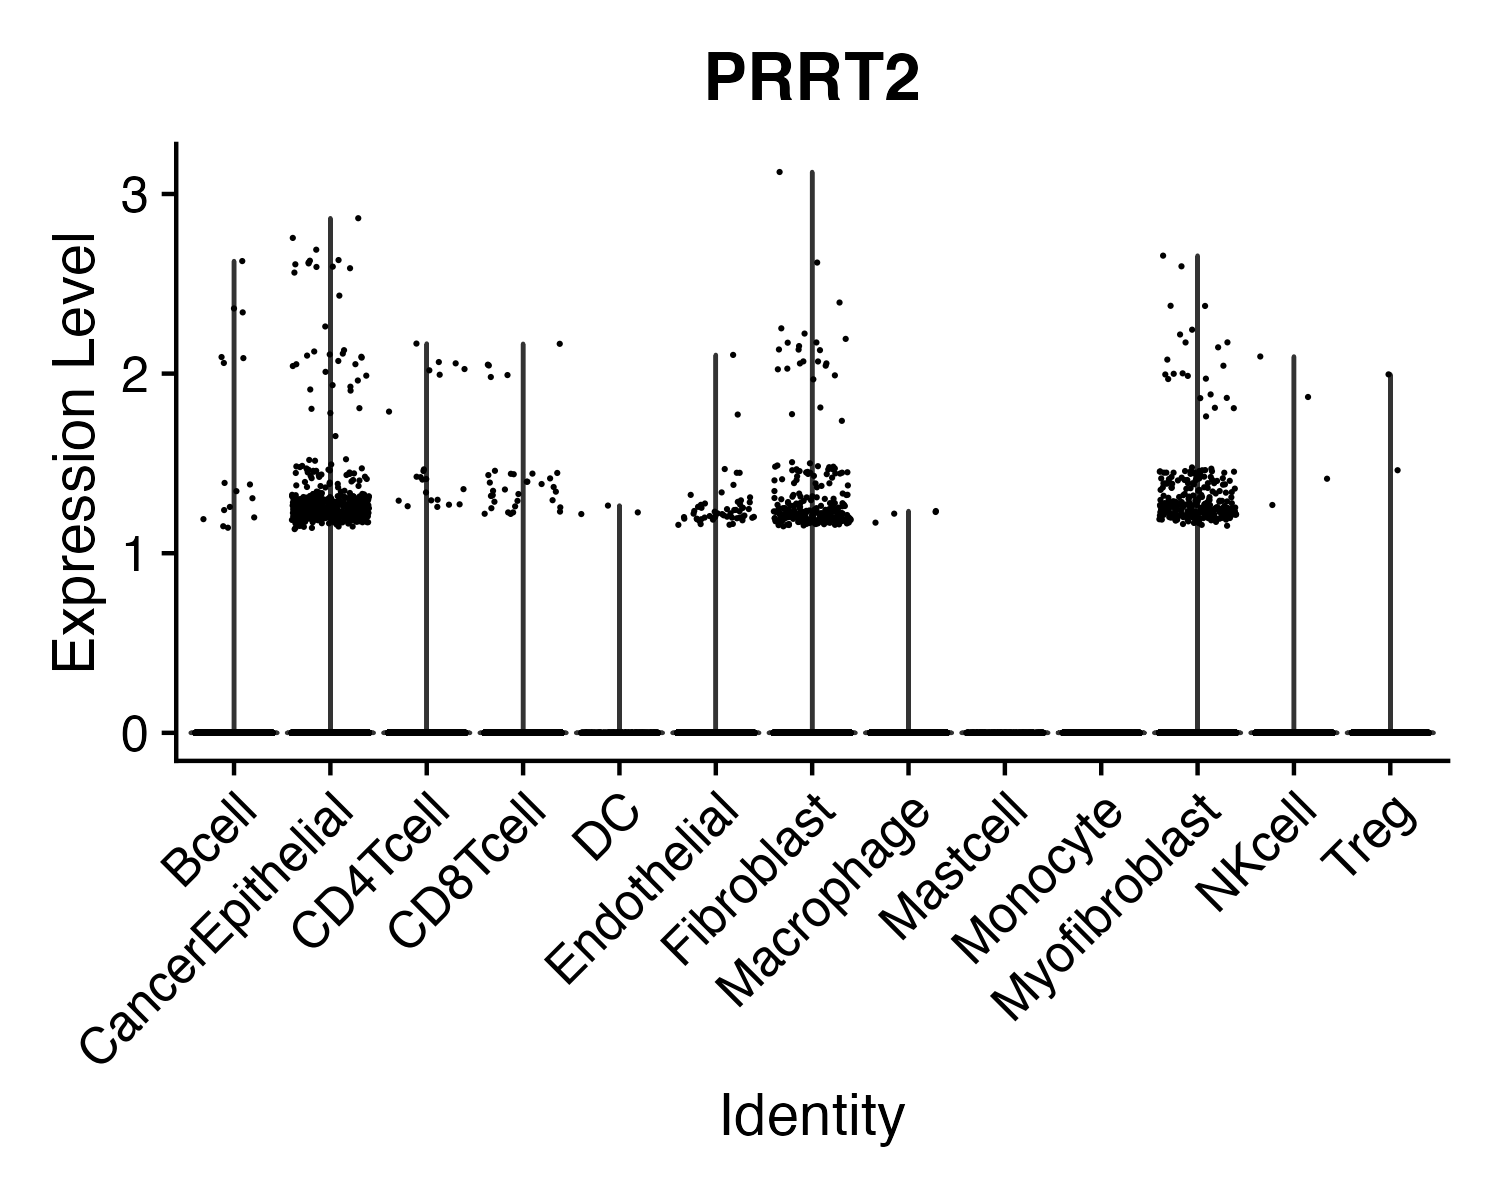 PRRT2
Expression Level
3
2
1
0
Bcell
CancerEpithelial
CD4Tcell
CD8Tcell
DC
Endothelial
Fibroblast
Macrophage
Mastcell
Monocyte
Myofibroblast
NKcell
Treg
Identity